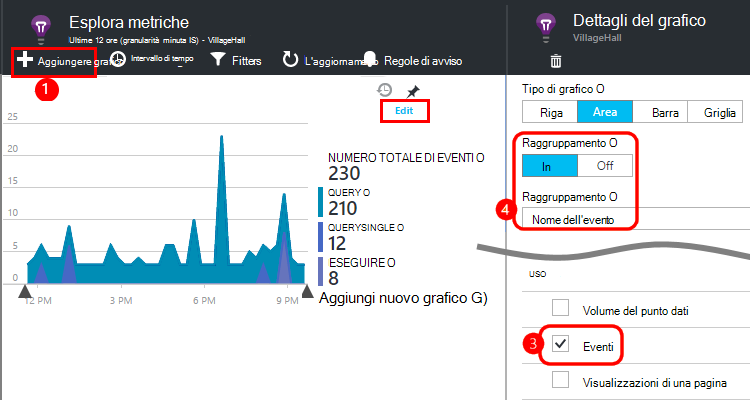 Esplora metriche
Ultime 12 ore (granularità minuta IS) - VillageHall
Aggiungere grafico Intervallo di tempo Fitters L'aggiornamento Regole di avviso
1
Edit
25
20
15
10
5
0
12 PM 3 PM 6 PM 9 PM
NUMERO TOTALE DI EVENTI O
230
QUERY O
210
QUERYSINGLE O
12
ESEGUIRE O
8
Aggiungi nuovo grafico G)
Dettagli del grafico
VillageHall
Tipo di grafico O
Riga Area Barra Griglia
Raggruppamento O
In Off
Raggruppamento O
4
Nome dell'evento
USO
Volume del punto dati
3
Eventi
Visualizzazioni di una pagina